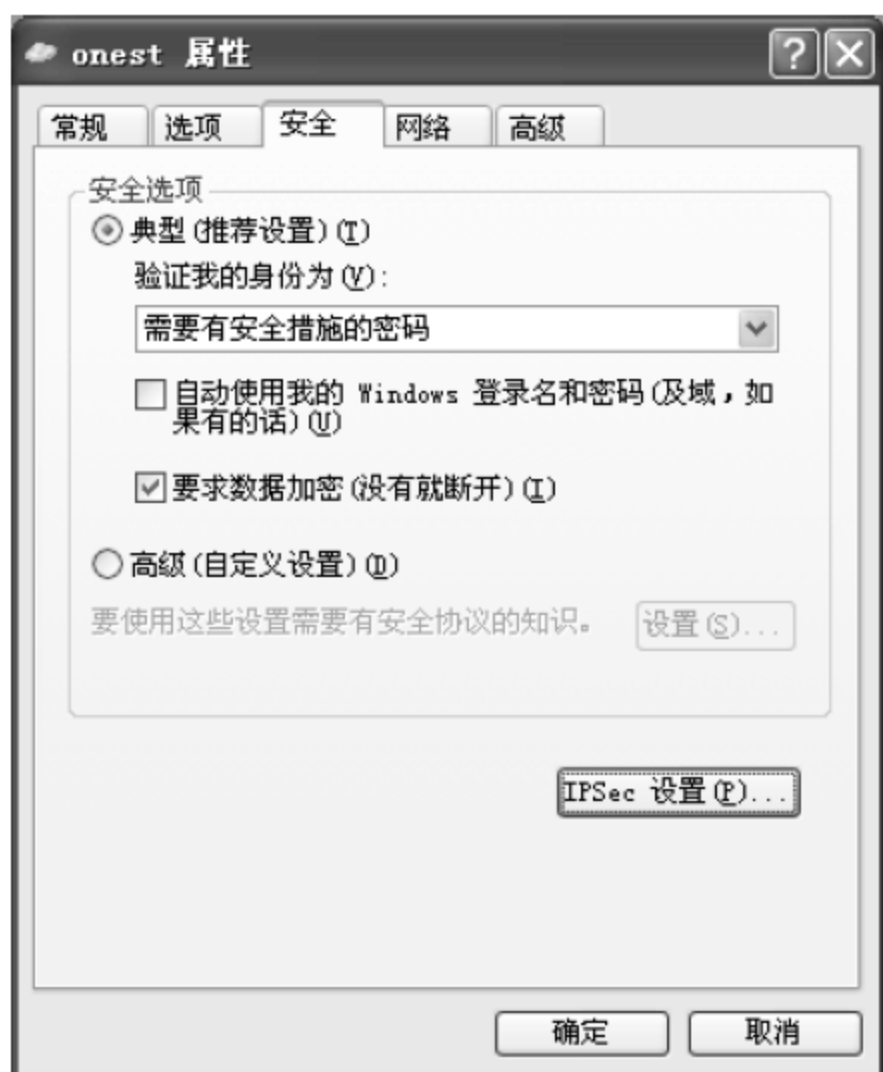 onest 属性
常规 选项 安全 网络 高级
安全选项
典型(推荐设置)(T)
验证我的身份为(V):
需要有安全措施的密码
自动使用我的 Windows 登录名和密码(及域，如
果有的话)(U)
要求数据加密(没有就断开)(I)
高级(自定义设置)(D)
要使用这些设置需要有安全协议的知识。 设置(S)...
IPSec 设置(P)...
确定 取消